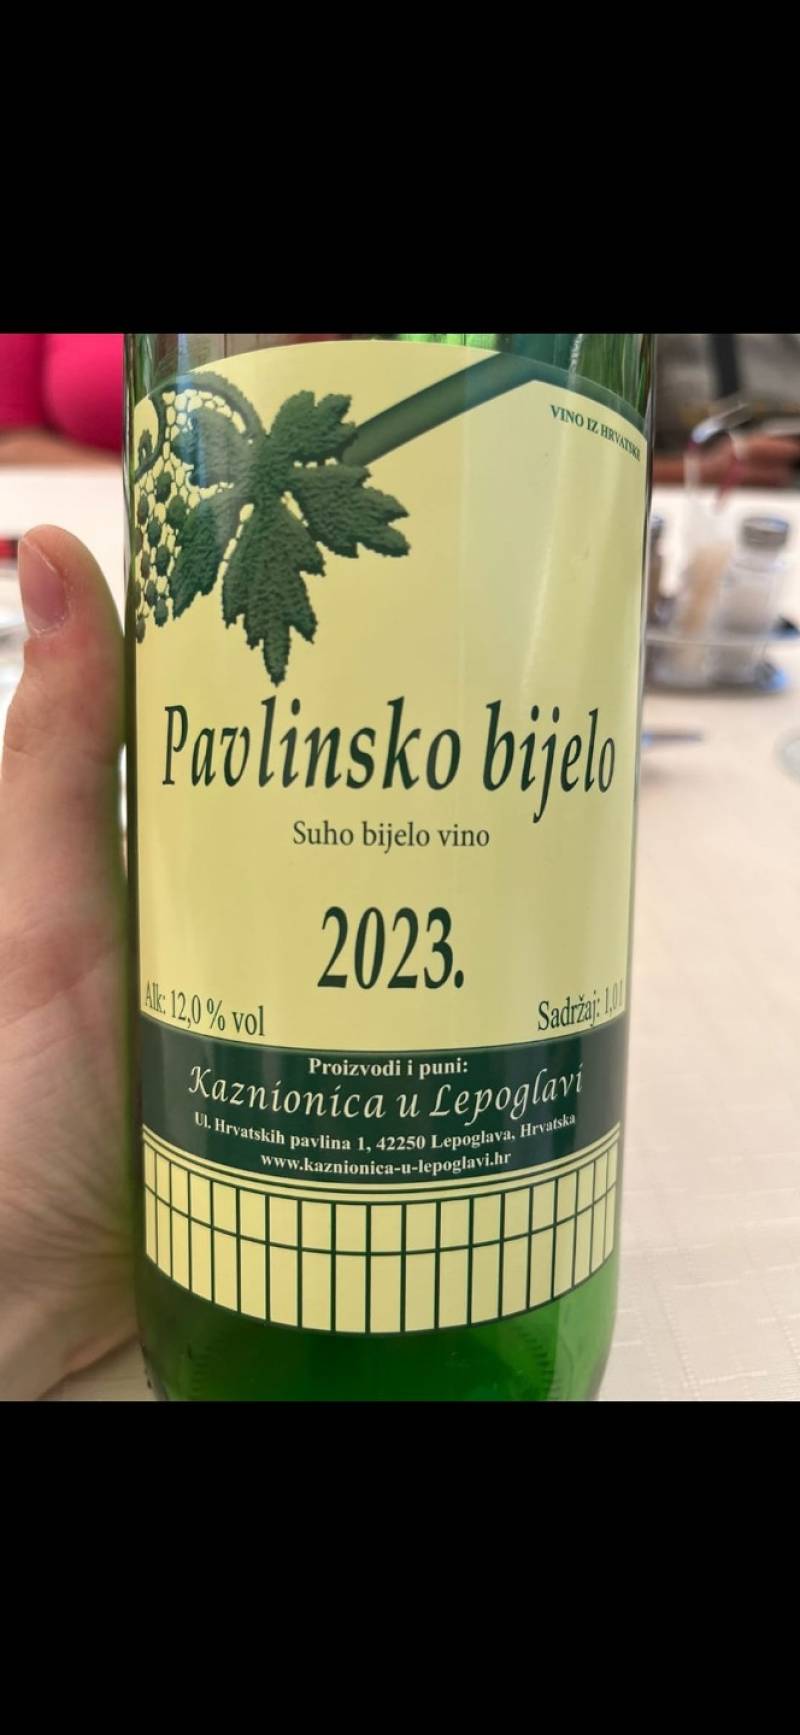 VINO IZ HRVATSKE
Pavlinsko bijelo
Suho bijelo vino
2023.
Alk: 12,0 % vol
Sadržaj: 1,0 l
Proizvodi i puni:
Kaznionica u Lepoglavi
Ul. Hrvatskih pavlina 1, 42250 Lepoglava, Hrvatska
www.kaznionica-u-lepoglavi.hr